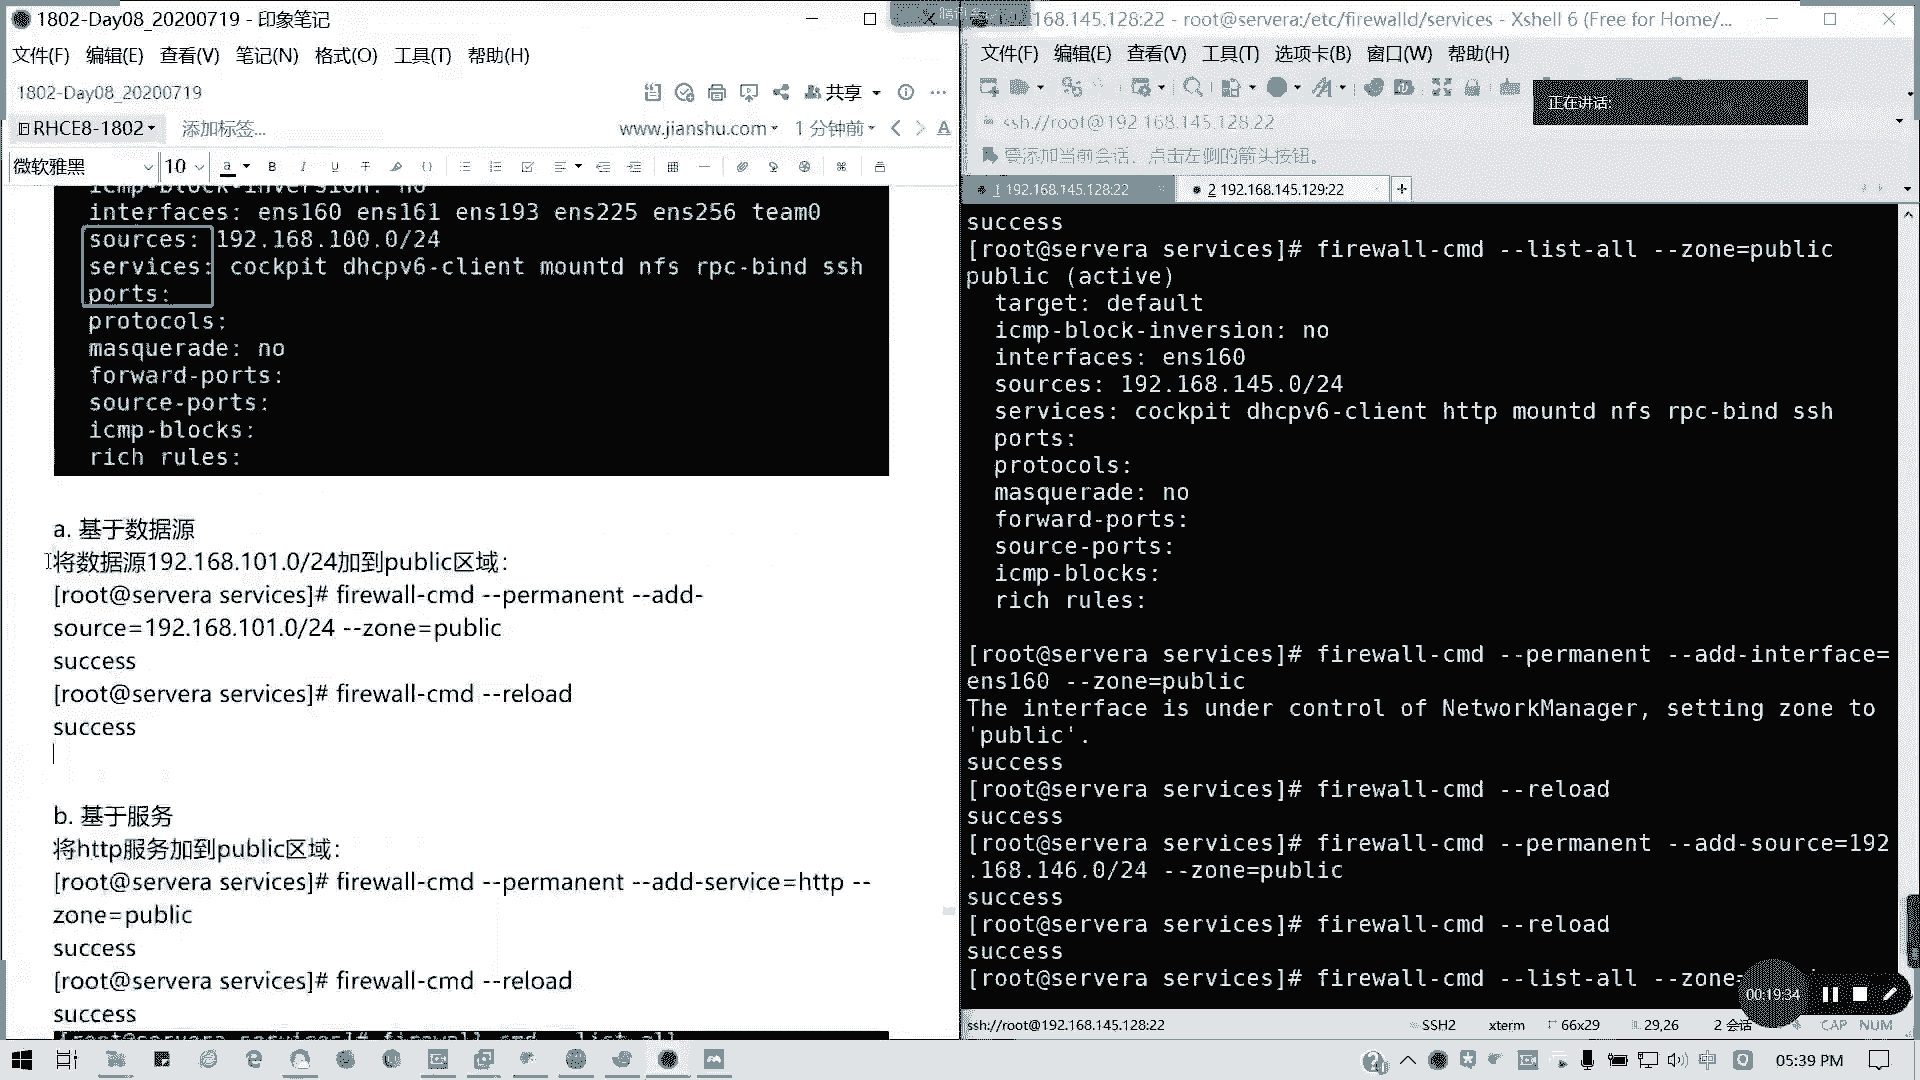 1802-Day08_20200719 - 印象笔记
文件(F) 编辑(E) 查看(V) 笔记(N) 格式(O) 工具(T) 帮助(H)
1802-Day08_20200719
共享
RHCE8-1802
添加标签...
www.jianshu.com
1 分钟前
微软雅黑
10
icmp-block-inversion: no
interfaces: ens160 ens161 ens193 ens225 ens256 team0
sources: 192.168.100.0/24
services: cockpit dhcpv6-client mountd nfs rpc-bind ssh
ports:
protocols:
masquerade: no
forward-ports:
source-ports:
icmp-blocks:
rich rules:
a. 基于数据源
将数据源192.168.101.0/24加到public区域：
[root@servera services]# firewall-cmd --permanent --add-
source=192.168.101.0/24 --zone=public
success
[root@servera services]# firewall-cmd --reload
success
b. 基于服务
将http服务加到public区域：
[root@servera services]# firewall-cmd --permanent --add-service=http --
zone=public
success
[root@servera services]# firewall-cmd --reload
success
168.145.128:22 - root@servera:/etc/firewalld/services - Xshell 6 (Free for Home/...
文件(F) 编辑(E) 查看(V) 工具(T) 选项卡(B) 窗口(W) 帮助(H)
正在讲话:
ssh://root@192.168.145.128:22
要添加当前会话，点击左侧的箭头按钮。
1 192.168.145.128:22
2 192.168.145.129:22
success
[root@servera services]# firewall-cmd --list-all --zone=public
public (active)
target: default
icmp-block-inversion: no
interfaces: ens160
sources: 192.168.145.0/24
services: cockpit dhcpv6-client http mountd nfs rpc-bind ssh
ports:
protocols:
masquerade: no
forward-ports:
source-ports:
icmp-blocks:
rich rules:
[root@servera services]# firewall-cmd --permanent --add-interface=
ens160 --zone=public
The interface is under control of NetworkManager, setting zone to
'public'.
success
[root@servera services]# firewall-cmd --reload
success
[root@servera services]# firewall-cmd --permanent --add-source=192
.168.146.0/24 --zone=public
success
[root@servera services]# firewall-cmd --reload
success
[root@servera services]# firewall-cmd --list-all --zone=
00:19:34
ssh://root@192.168.145.128:22
SSH2
xterm
66x29
29,26
2 会话
CAP NUM
中
05:39 PM